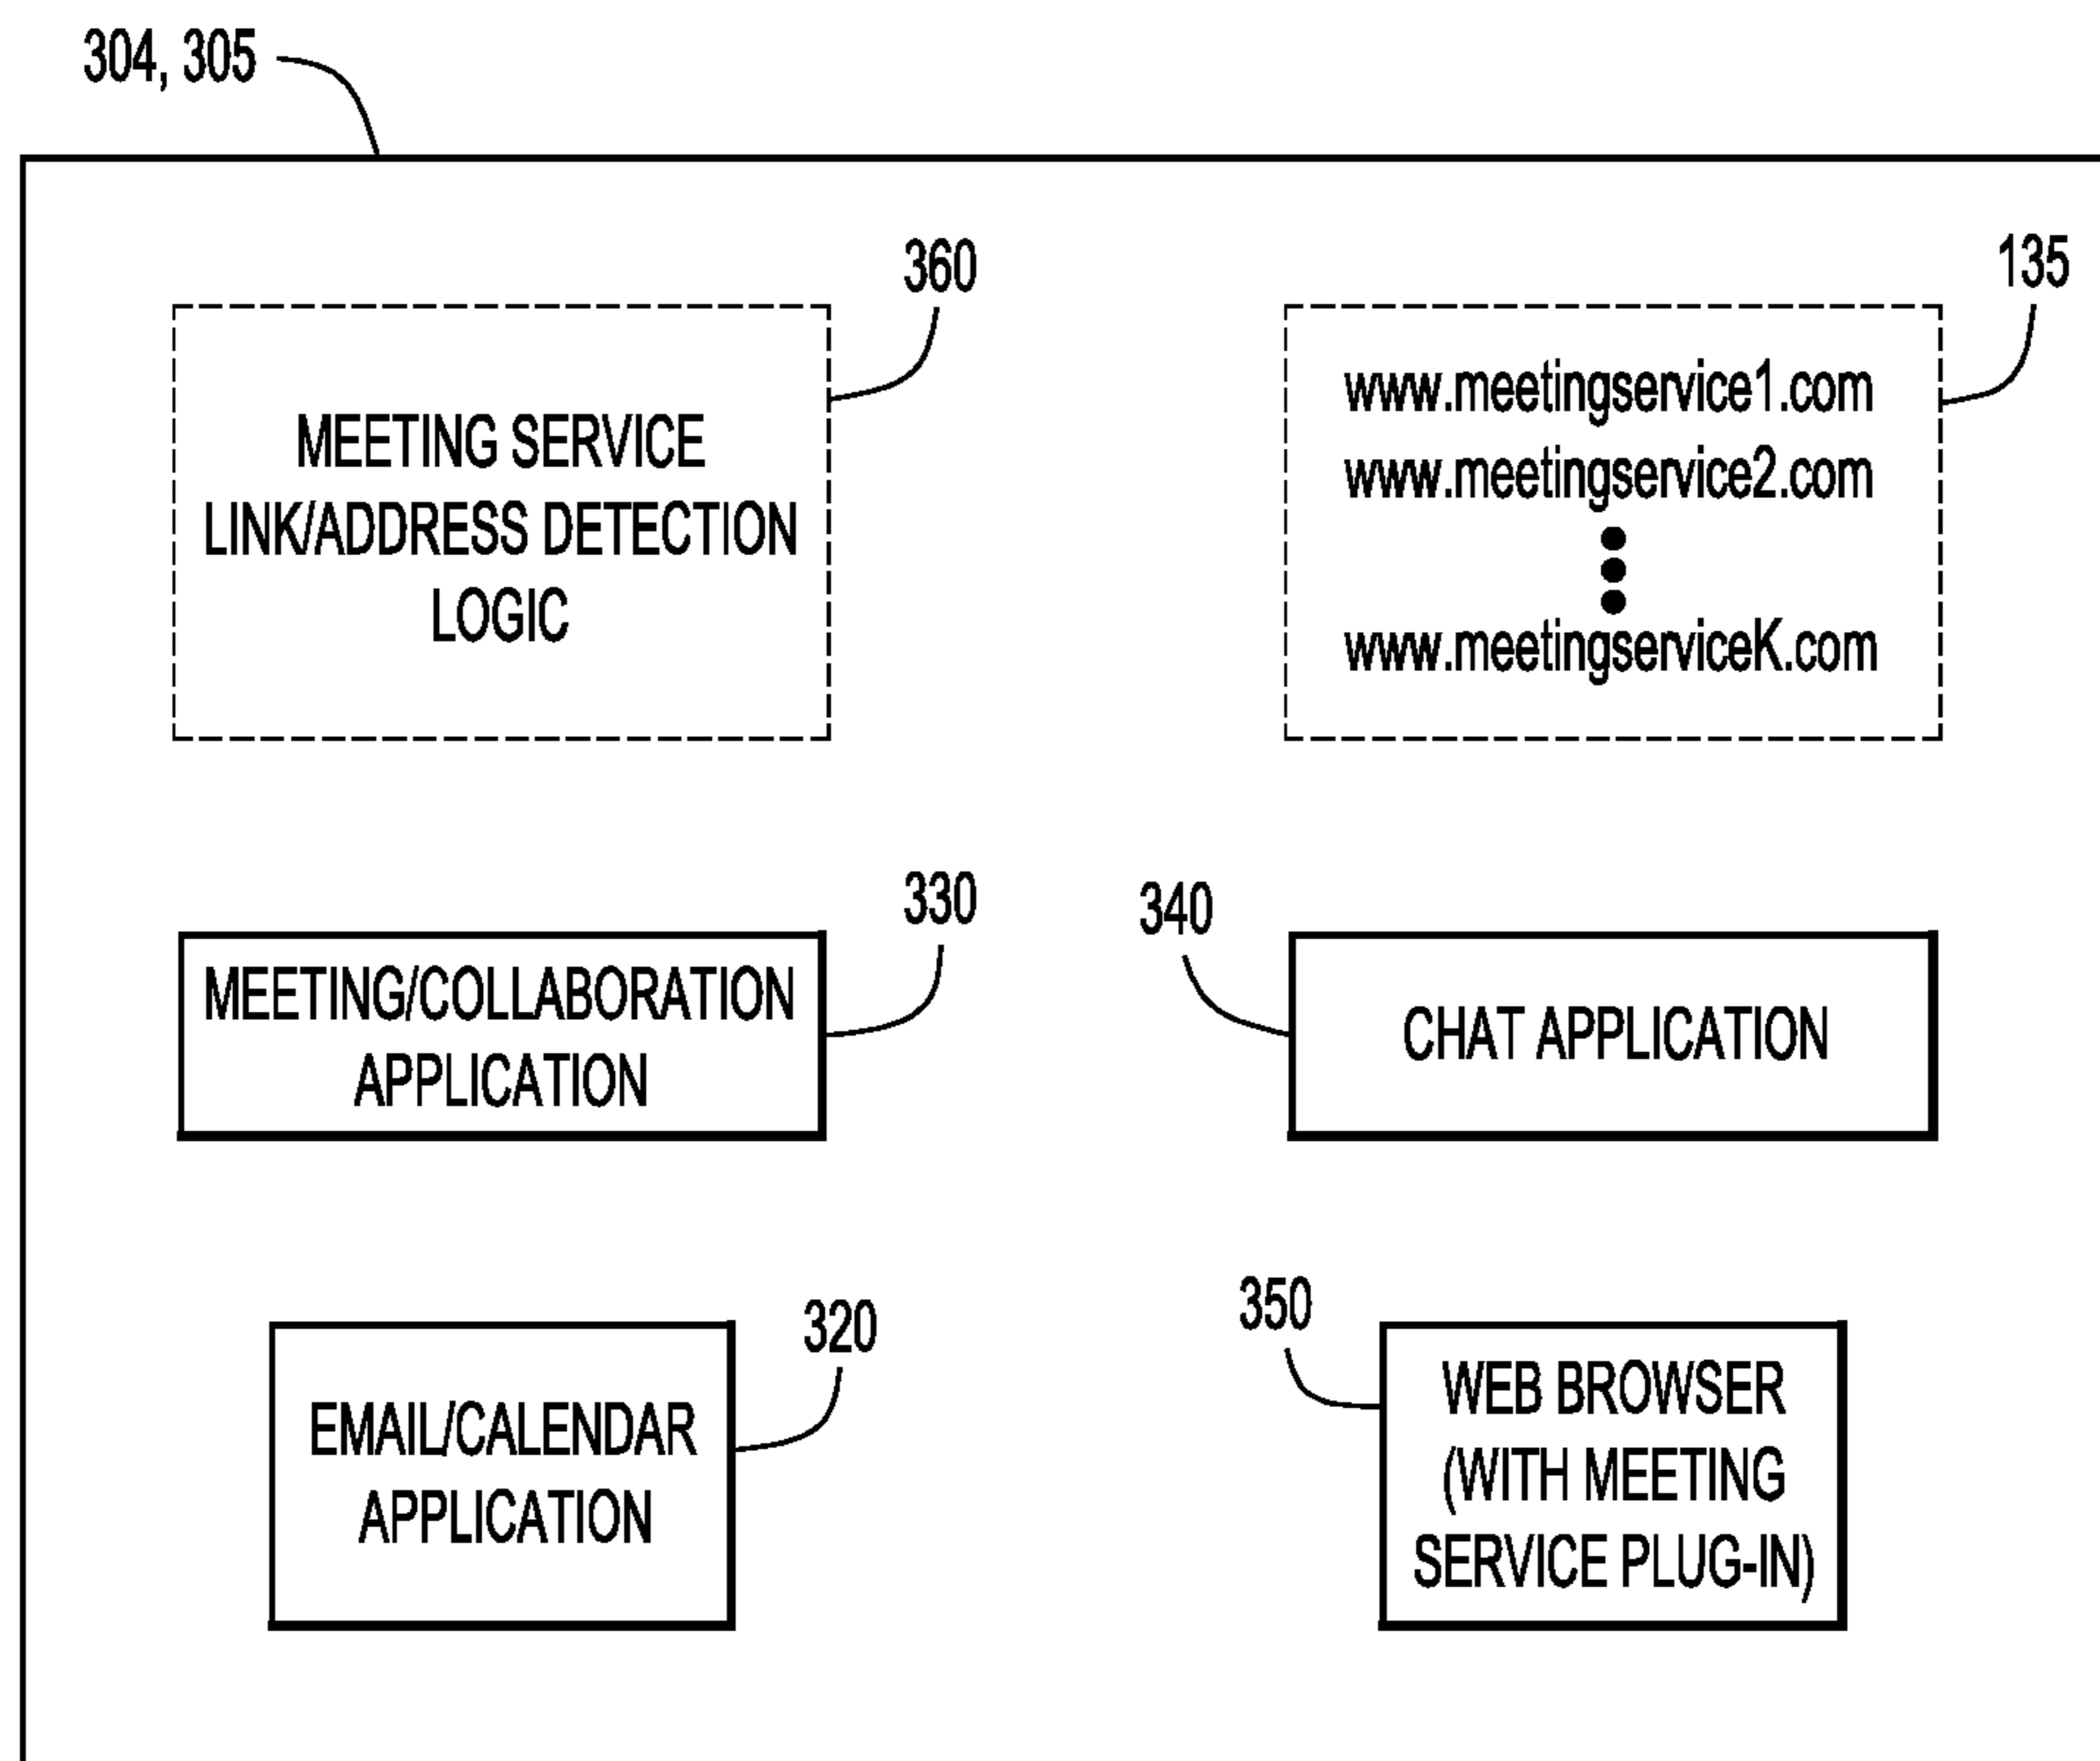 304, 305
360
135
MEETING SERVICE
LINK/ADDRESS DETECTION
LOGIC
www.meetingservice1.com
www.meetingservice2.com
www.meetingserviceK.com
330
340
MEETING/COLLABORATION
APPLICATION
CHAT APPLICATION
320
350
EMAIL/CALENDAR
APPLICATION
WEB BROWSER
(WITH MEETING
SERVICE PLUG-IN)